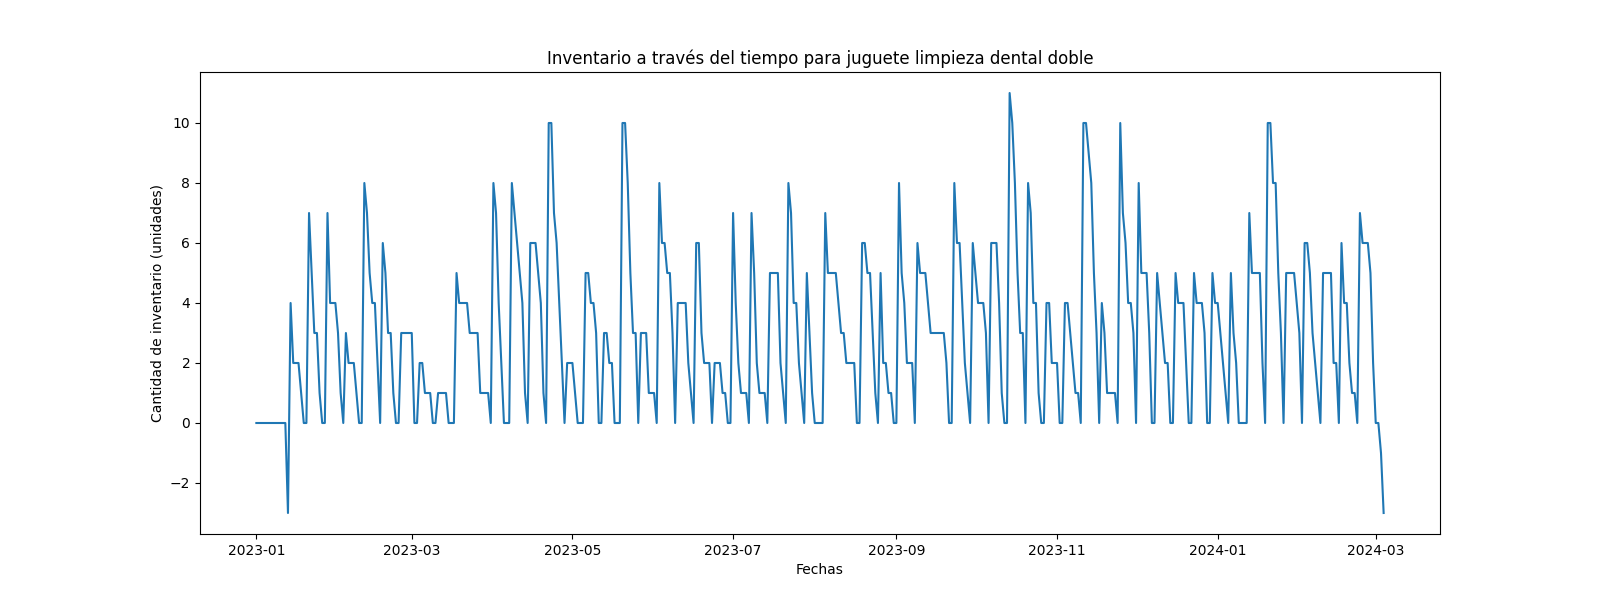 Inventario a través del tiempo para juguete limpieza dental doble
Cantidad de inventario (unidades)
10
8
6
4
2
0
−2
2023-01 2023-03 2023-05 2023-07 2023-09 2023-11 2024-01 2024-03
Fechas